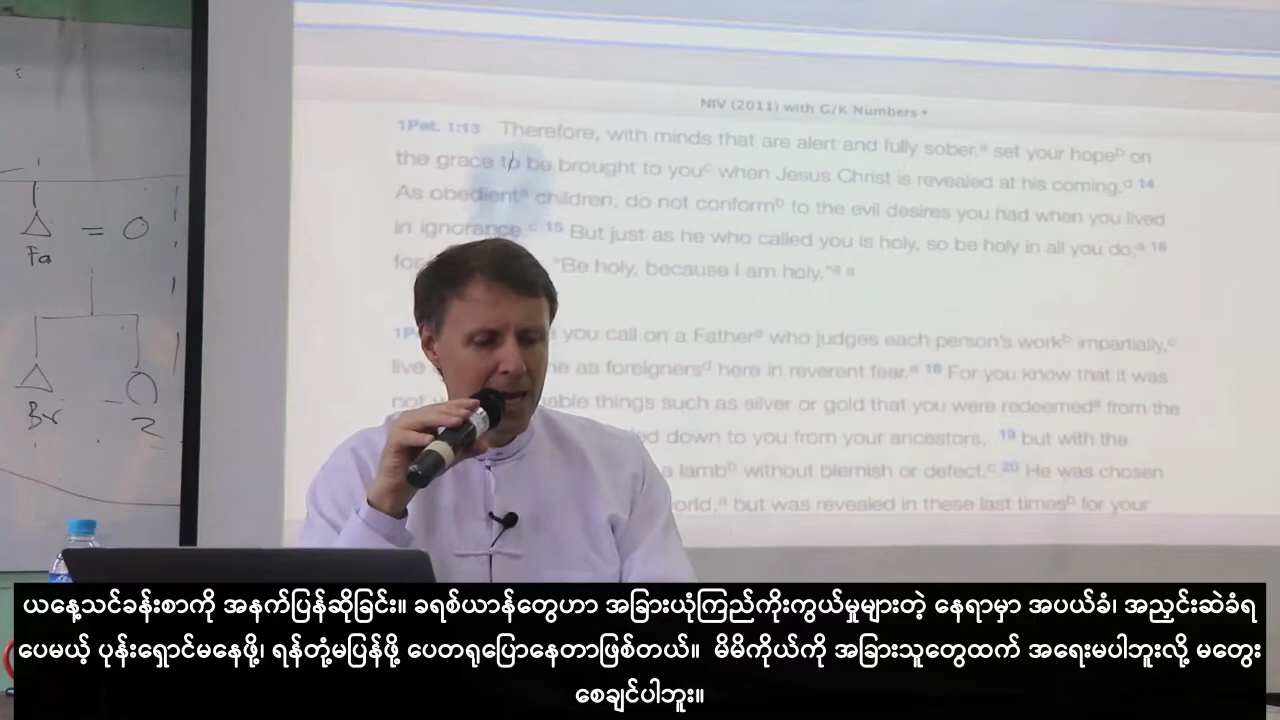 NIV (2011) with G/K Numbers
1Pet. 1:13 Therefore, with minds that are alert and fully sober,ᵃ set your hopeᵇ on
the grace to be brought to youᶜ when Jesus Christ is revealed at his coming.ᵈ 14
As obedientᵃ children, do not conformᵇ to the evil desires you had when you lived
in ignorance.ᶜ 15 But just as he who called you is holy, so be holy in all you do;ᵃ 16
for "Be holy, because I am holy."ᵃ ᵃ
you call on a Fatherᵃ who judges each person's workᵇ impartially,ᶜ
live as foreignersᵈ here in reverent fear.ᵉ 18 For you know that it was
things such as silver or gold that you were redeemedᵃ from the
down to you from your ancestors, 19 but with the
a lambᵇ without blemish or defect.ᶜ 20 He was chosen
but was revealed in these last timesᵇ for your
Fa = O
Br
ယနေ့သင်ခန်းစာကို အနက်ပြန်ဆိုခြင်း။ ခရစ်ယာန်တွေဟာ အခြားယုံကြည်ကိုးကွယ်မှုများတဲ့ နေရာမှာ အပယ်ခံ၊ အညှင်းဆဲခံရ
ပေမယ့် ပုန်းရှောင်မနေဖို့၊ ရန်တုံ့မပြန်ဖို့ ပေတရုပြောနေတာဖြစ်တယ်။ မိမိကိုယ်ကို အခြားသူတွေထက် အရေးမပါဘူးလို့ မတွေး
စေချင်ပါဘူး။